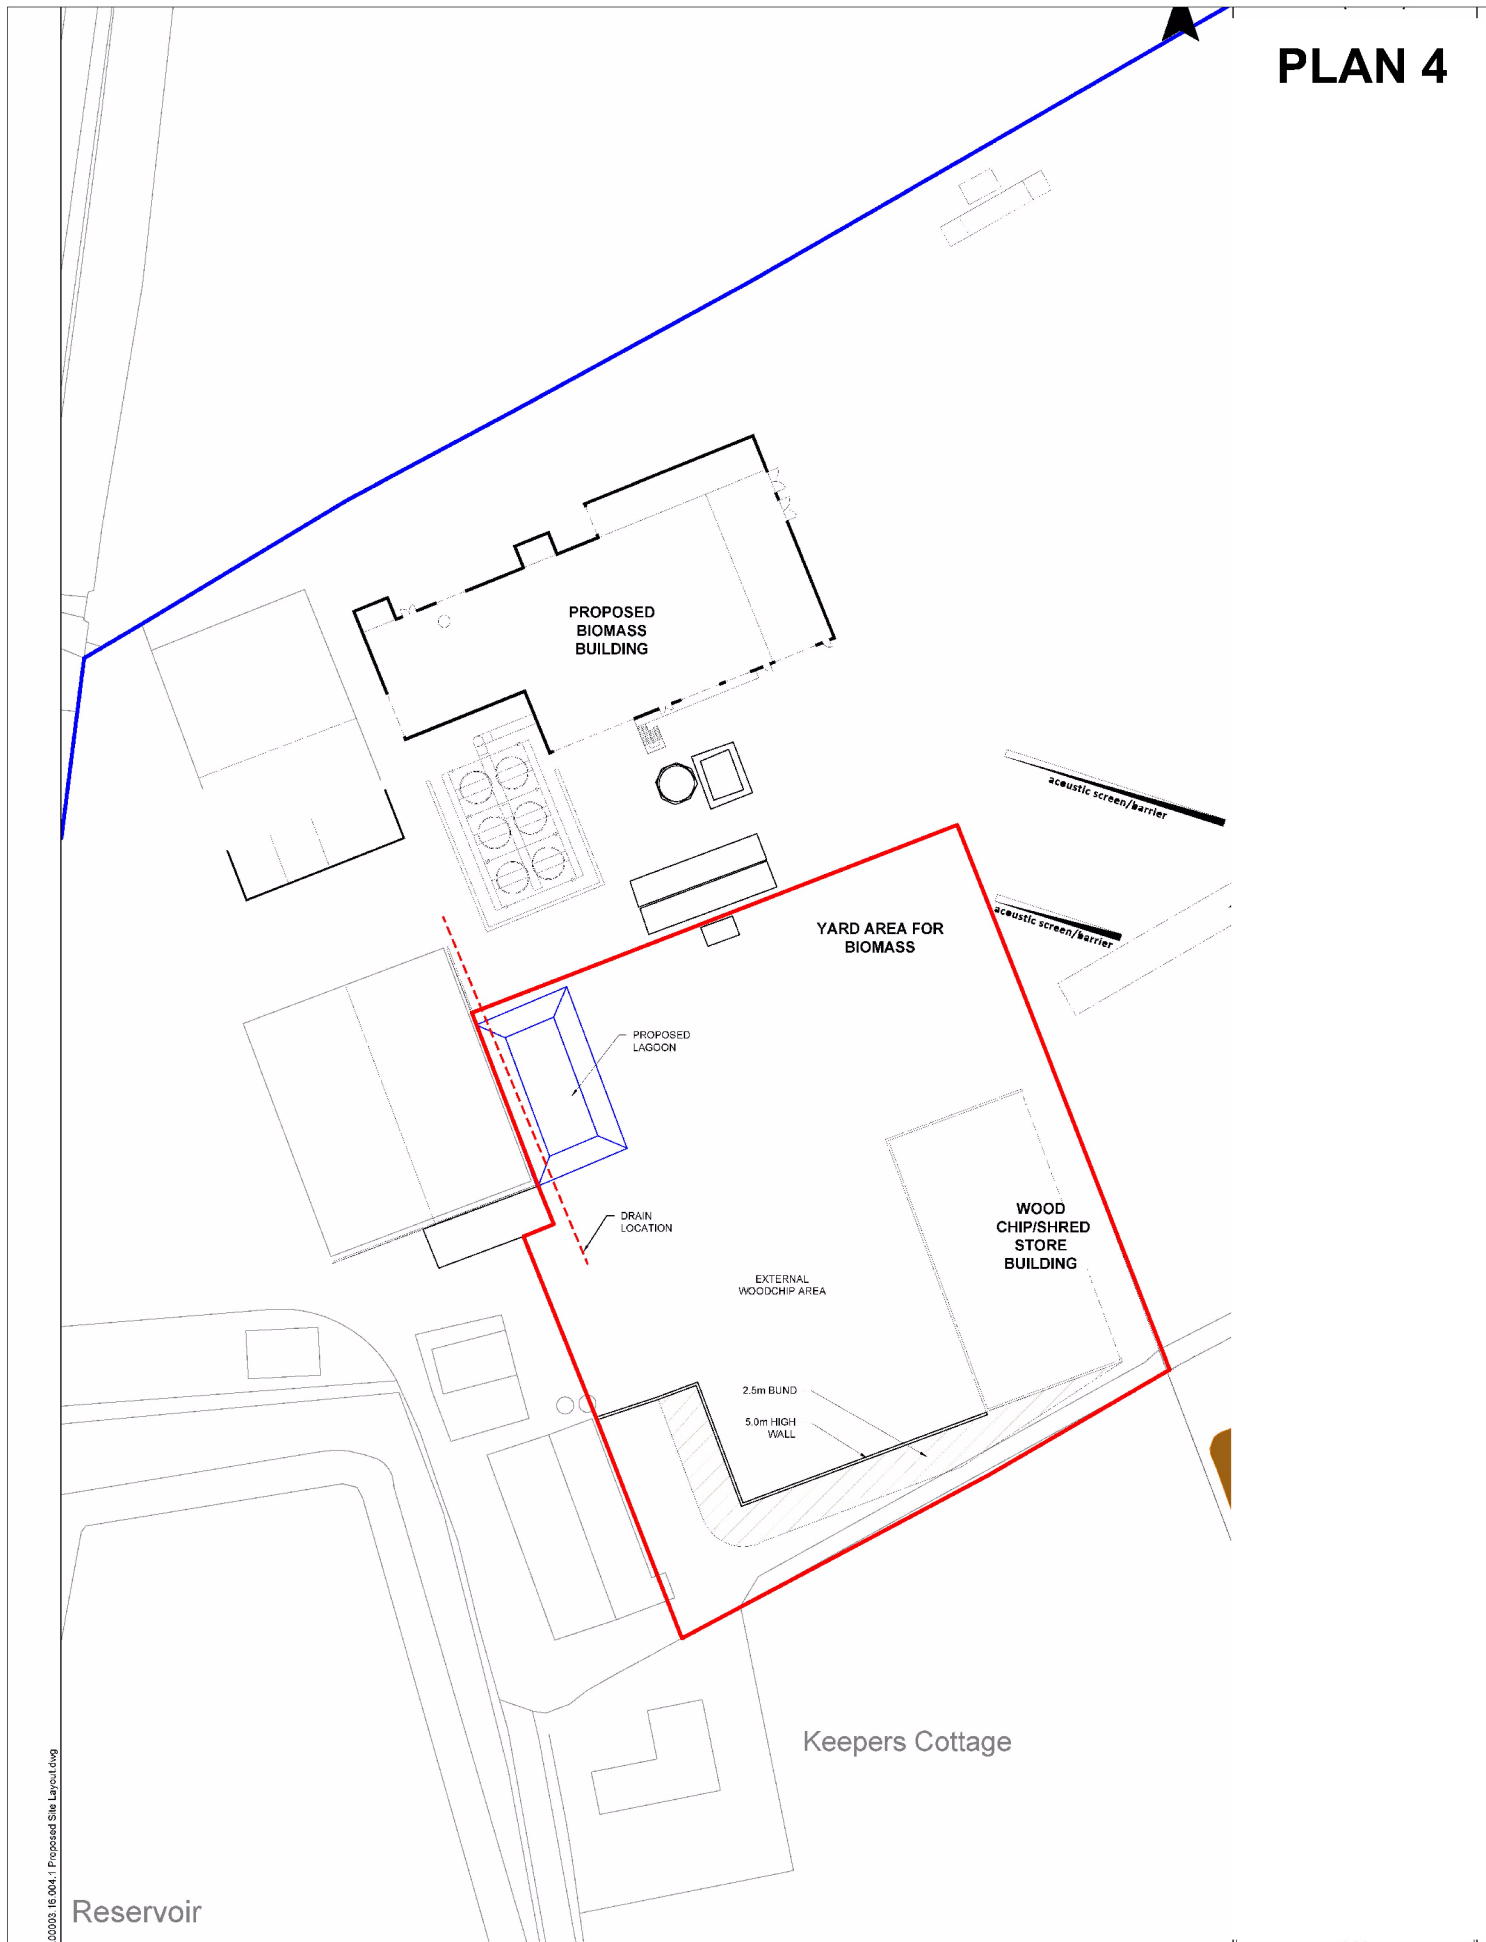 PLAN 4
PROPOSED
BIOMASS
BUILDING
acoustic screen/barrier
acoustic screen/barrier
YARD AREA FOR
BIOMASS
PROPOSED
LAGOON
DRAIN
LOCATION
WOOD
CHIP/SHRED
STORE
BUILDING
EXTERNAL
WOODCHIP AREA
2.5m BUND
5.0m HIGH
WALL
Keepers Cottage
Reservoir
00003.16.004.1 Proposed Site Layout.dwg